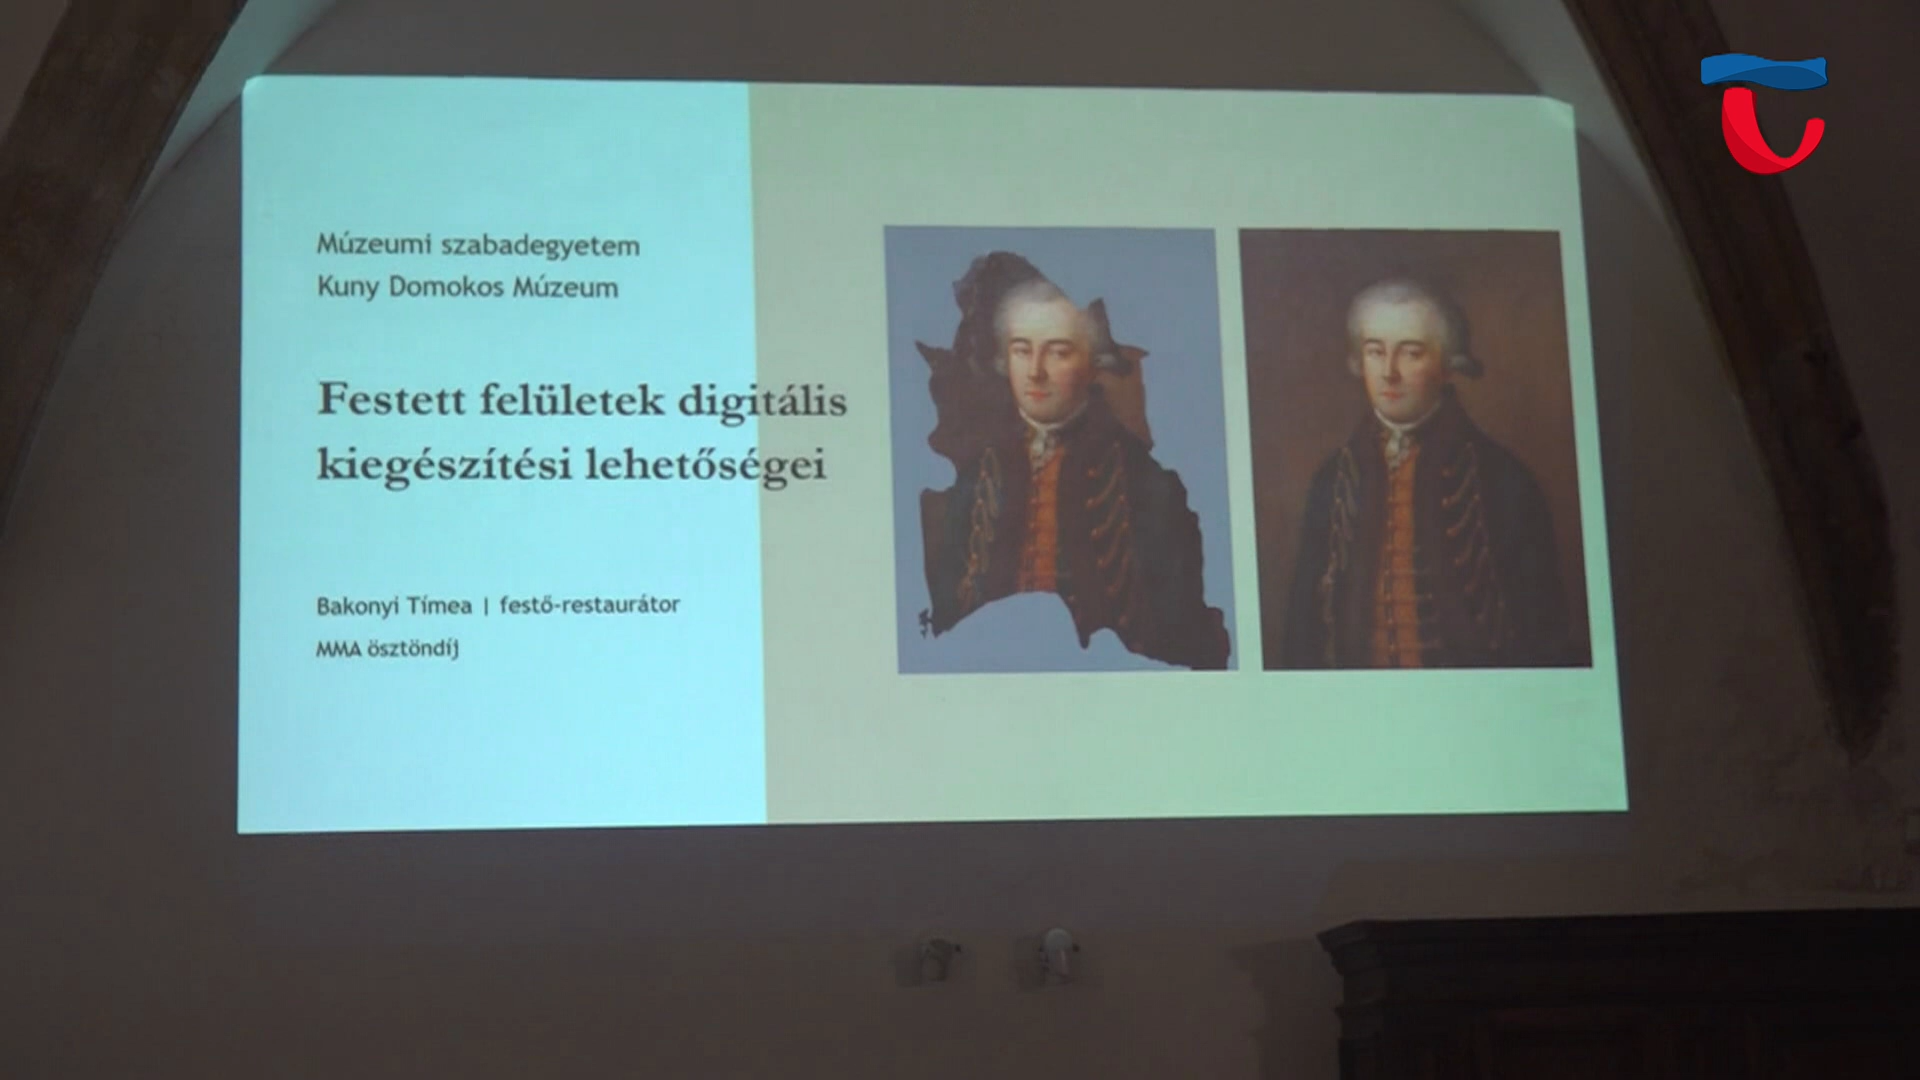 Múzeumi szabadegyetem
Kuny Domokos Múzeum
Festett felületek digitális
kiegészítési lehetőségei
Bakonyi Tímea | festő-restaurátor
MMA ösztöndíj